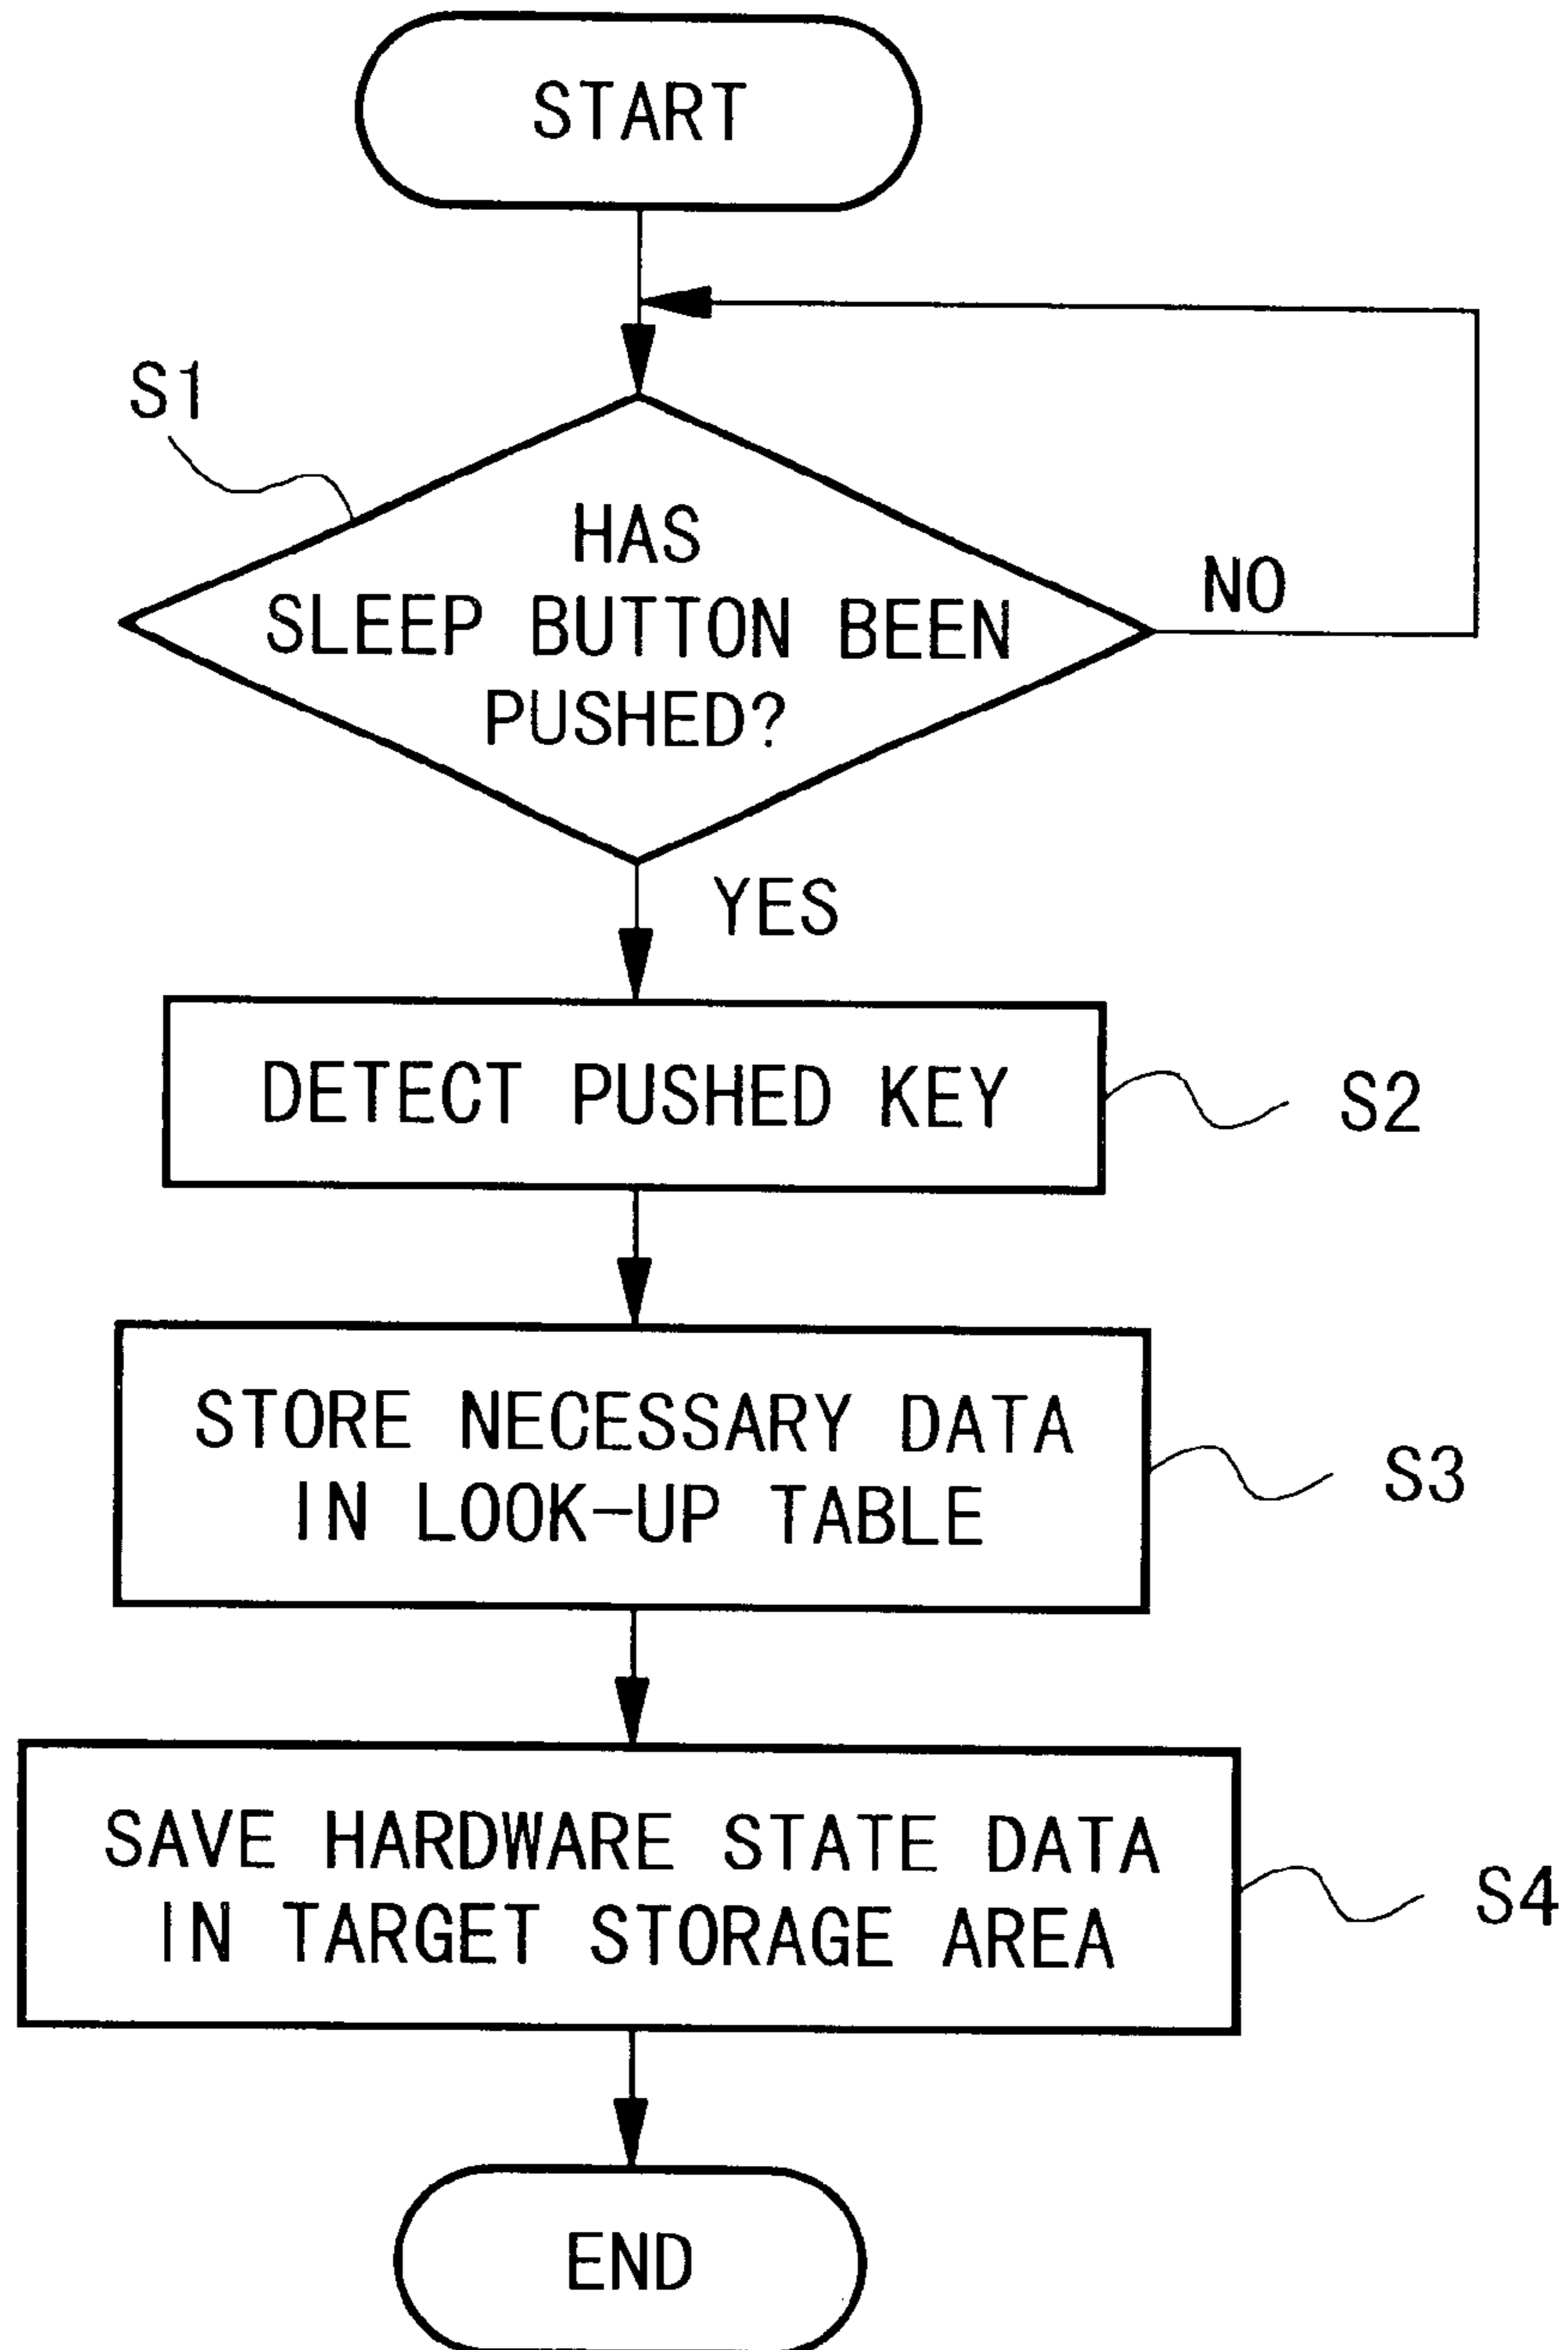 START
S1
HAS
SLEEP BUTTON BEEN
PUSHED?
NO
YES
DETECT PUSHED KEY
S2
STORE NECESSARY DATA
IN LOOK-UP TABLE
S3
SAVE HARDWARE STATE DATA
IN TARGET STORAGE AREA
S4
END